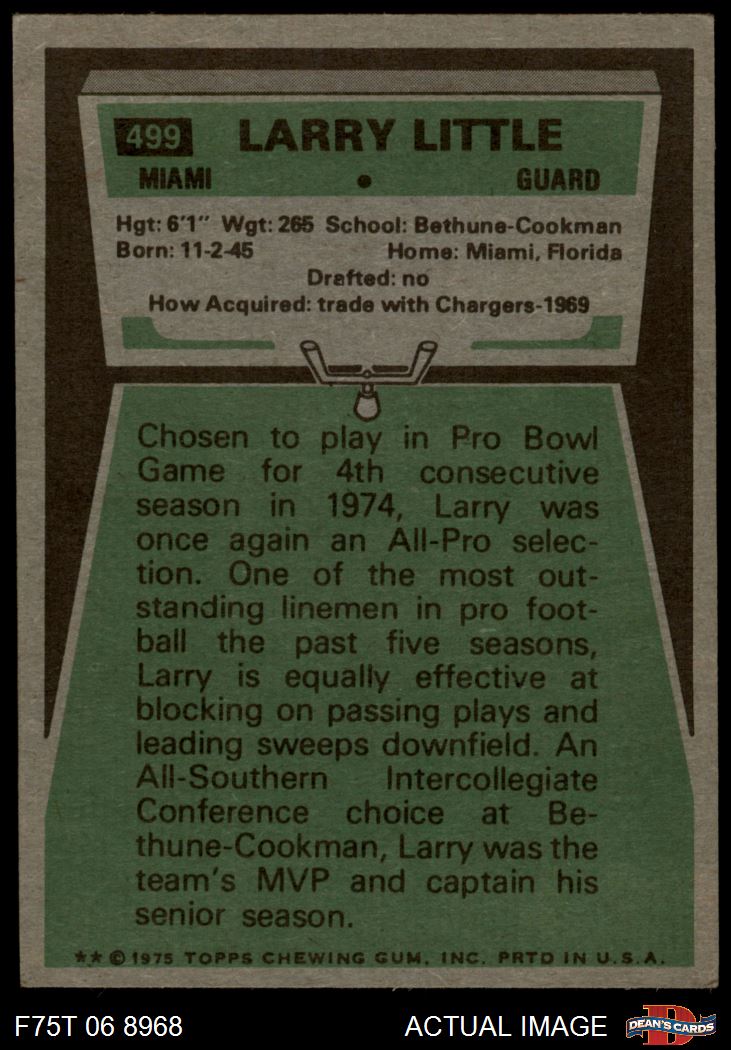 499 LARRY LITTLE
MIAMI • GUARD
Hgt: 6'1" Wgt: 265 School: Bethune-Cookman
Born: 11-2-45 Home: Miami, Florida
Drafted: no
How Acquired: trade with Chargers-1969
Chosen to play in Pro Bowl
Game for 4th consecutive
season in 1974, Larry was
once again an All-Pro selec-
tion. One of the most out-
standing linemen in pro foot-
ball the past five seasons,
Larry is equally effective at
blocking on passing plays and
leading sweeps downfield. An
All-Southern Intercollegiate
Conference choice at Be-
thune-Cookman, Larry was the
team's MVP and captain his
senior season.
★★ © 1975 TOPPS CHEWING GUM, INC. PRTD IN U.S.A.
F75T 06 8968 ACTUAL IMAGE D DEAN'S CARDS